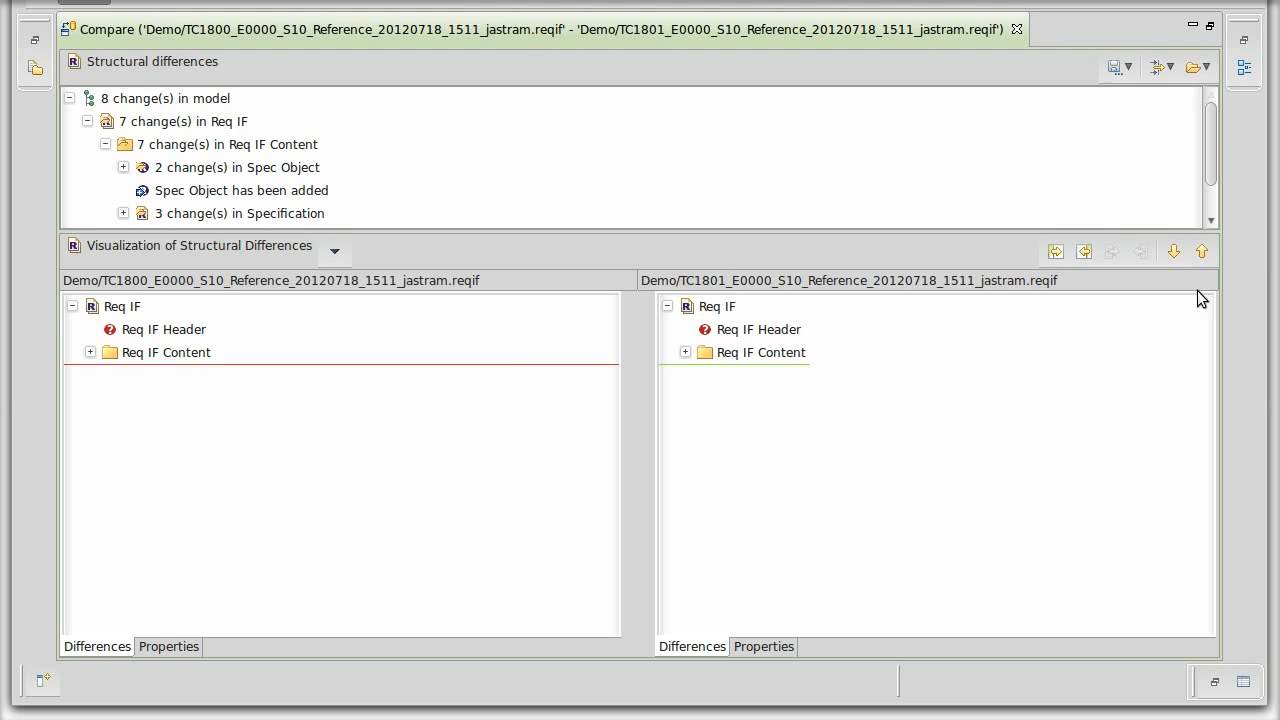 Compare ('Demo/TC1800_E0000_S10_Reference_20120718_1511_jastram.reqif' - 'Demo/TC1801_E0000_S10_Reference_20120718_1511_jastram.reqif')
Structural differences
8 change(s) in model
7 change(s) in Req IF
7 change(s) in Req IF Content
2 change(s) in Spec Object
Spec Object has been added
3 change(s) in Specification
Visualization of Structural Differences
Demo/TC1800_E0000_S10_Reference_20120718_1511_jastram.reqif
Demo/TC1801_E0000_S10_Reference_20120718_1511_jastram.reqif
Req IF
Req IF Header
Req IF Content
Req IF
Req IF Header
Req IF Content
Differences Properties
Differences Properties